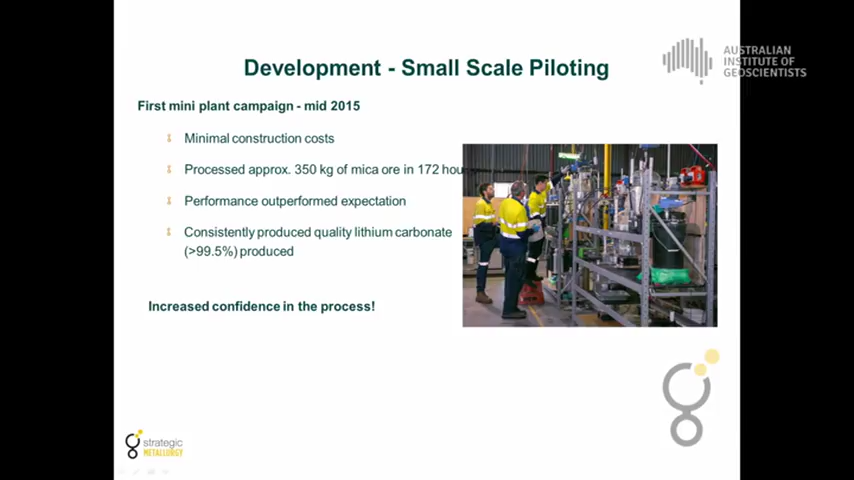 Development - Small Scale Piloting
AUSTRALIAN
INSTITUTE OF
GEOSCIENTISTS
First mini plant campaign - mid 2015
Minimal construction costs
Processed approx. 350 kg of mica ore in 172 hou
Performance outperformed expectation
Consistently produced quality lithium carbonate
(>99.5%) produced
Increased confidence in the process!
strategic
METALLURGY